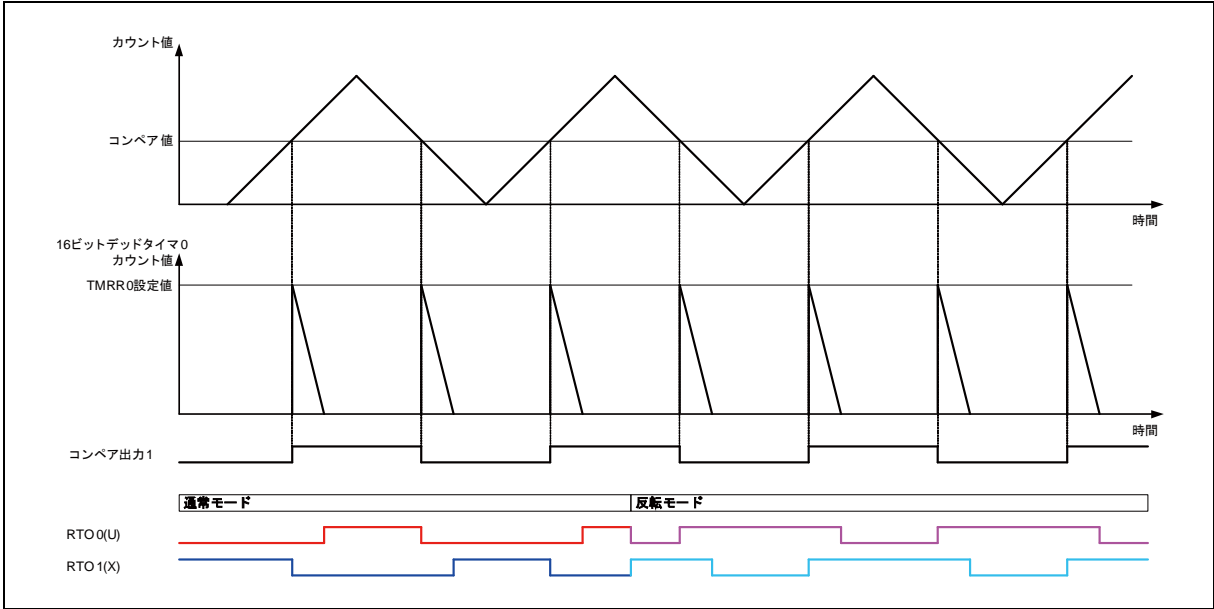 カウント値
コンペア値
時間
16ビットデッドタイマ0
カウント値
TMRR0設定値
時間
コンペア出力1
通常モード
反転モード
RTO0(U)
RTO1(X)